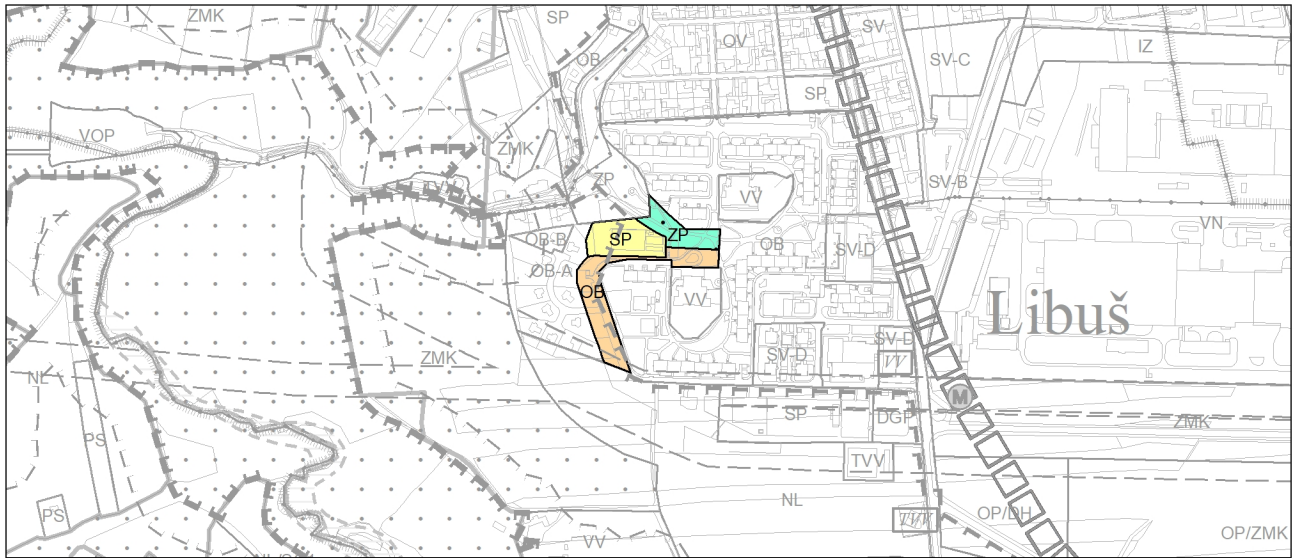 ZMK
SP
OV
SV
IZ
SV-C
OB
SP
VOP
ZMK
ZP
VV
SV-B
VN
OB-B
SP
ZP
OB
SV-D
OB-A
OB
VV
Libuš
ZMK
SV-D
VV
NL
SP
DGP
M
ZMK
PS
TVV
NL
PS
TVV
OP/DH
VV
OP/ZMK